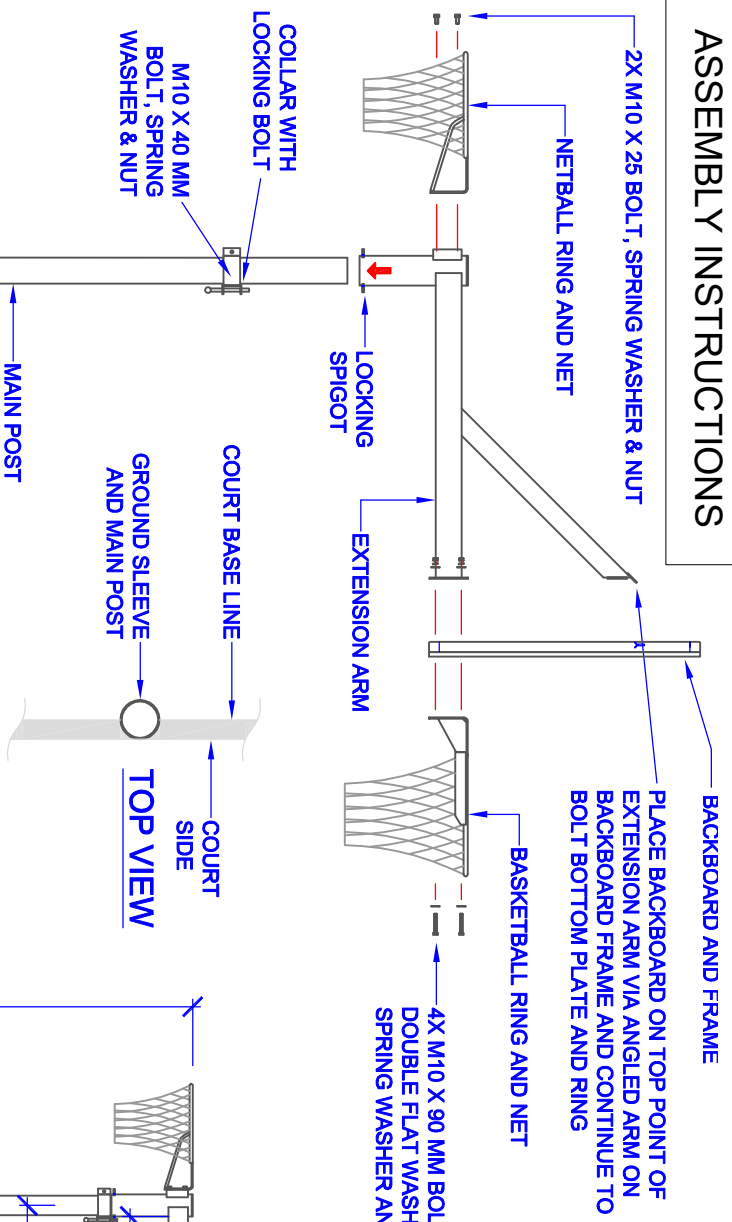 ASSEMBLY INSTRUCTIONS
2X M10 X 25 BOLT, SPRING WASHER & NUT
NETBALL RING AND NET
COLLAR WITH
LOCKING BOLT
M10 X 40 MM
BOLT, SPRING
WASHER & NUT
LOCKING
SPIGOT
MAIN POST
EXTENSION ARM
BACKBOARD AND FRAME
PLACE BACKBOARD ON TOP POINT OF
EXTENSION ARM VIA ANGLED ARM ON
BACKBOARD FRAME AND CONTINUE TO
BOLT BOTTOM PLATE AND RING
BASKETBALL RING AND NET
4X M10 X 90 MM BOL
DOUBLE FLAT WASH
SPRING WASHER AN
COURT BASE LINE
GROUND SLEEVE
AND MAIN POST
COURT
SIDE
TOP VIEW